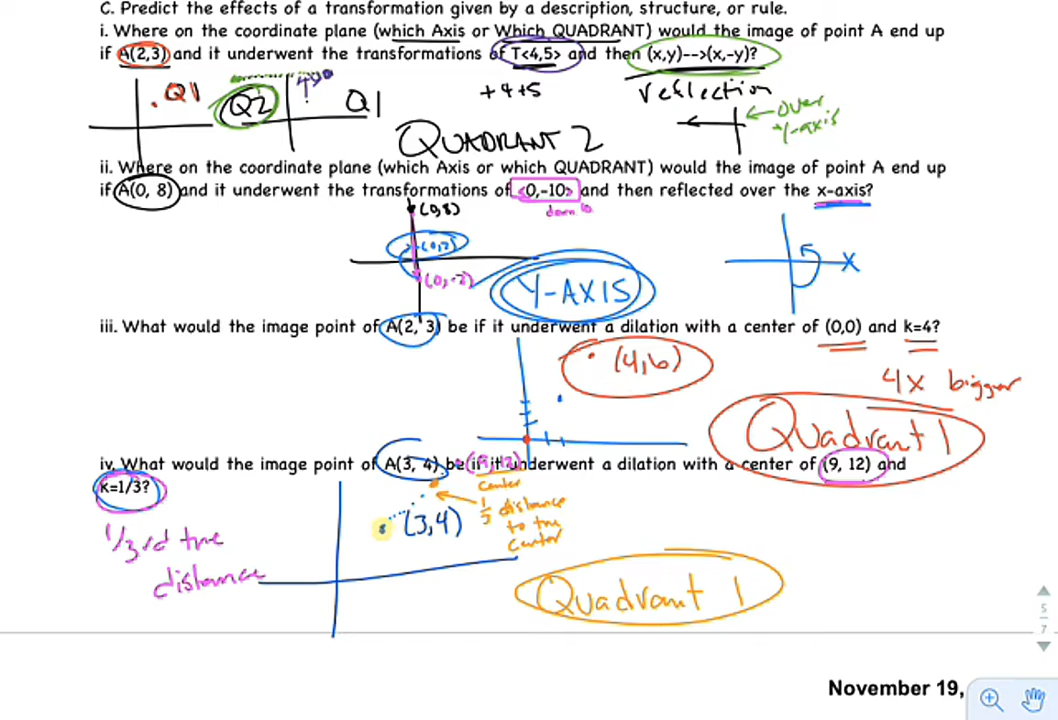 C. Predict the effects of a transformation given by a description, structure, or rule.
i. Where on the coordinate plane (which Axis or Which QUADRANT) would the image of point A end up
if A(2,3) and it underwent the transformations of T<4,5> and then (x,y)-->(x,-y)?
+4+5
reflection
Q1
Q2
Q1
over
Y-axis
QUADRANT 2
ii. Where on the coordinate plane (which Axis or which QUADRANT) would the image of point A end up
if A(0, 8) and it underwent the transformations of <0,-10> and then reflected over the x-axis?
down 10
(0,8)
(0,2)
(0,-2)
Y-AXIS
X
iii. What would the image point of A(2, 3) be if it underwent a dilation with a center of (0,0) and k=4?
(4,6)
4X bigger
Quadrant 1
iv. What would the image point of A(3, 4) be if it underwent a dilation with a center of (9, 12) and
K=1/3?
(9,12)
center
1/3 distance
to the
center
(3,4)
1/3rd the
distance
Quadrant 1
5
7
November 19,